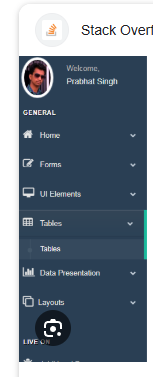 Stack Overf
Welcome,
Prabhat Singh
GENERAL
Home
Forms
UI Elements
Tables
Tables
Data Presentation
Layouts
LIVE ON